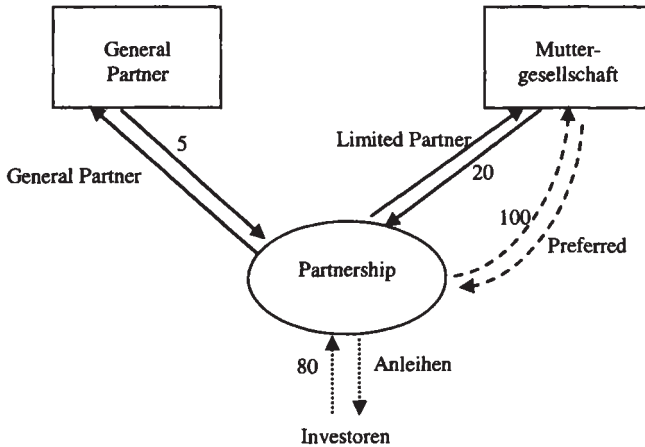 General
Partner
Mutter-
gesellschaft
5
Limited Partner
General Partner
20
100
Preferred
Partnership
80
Anleihen
Investoren